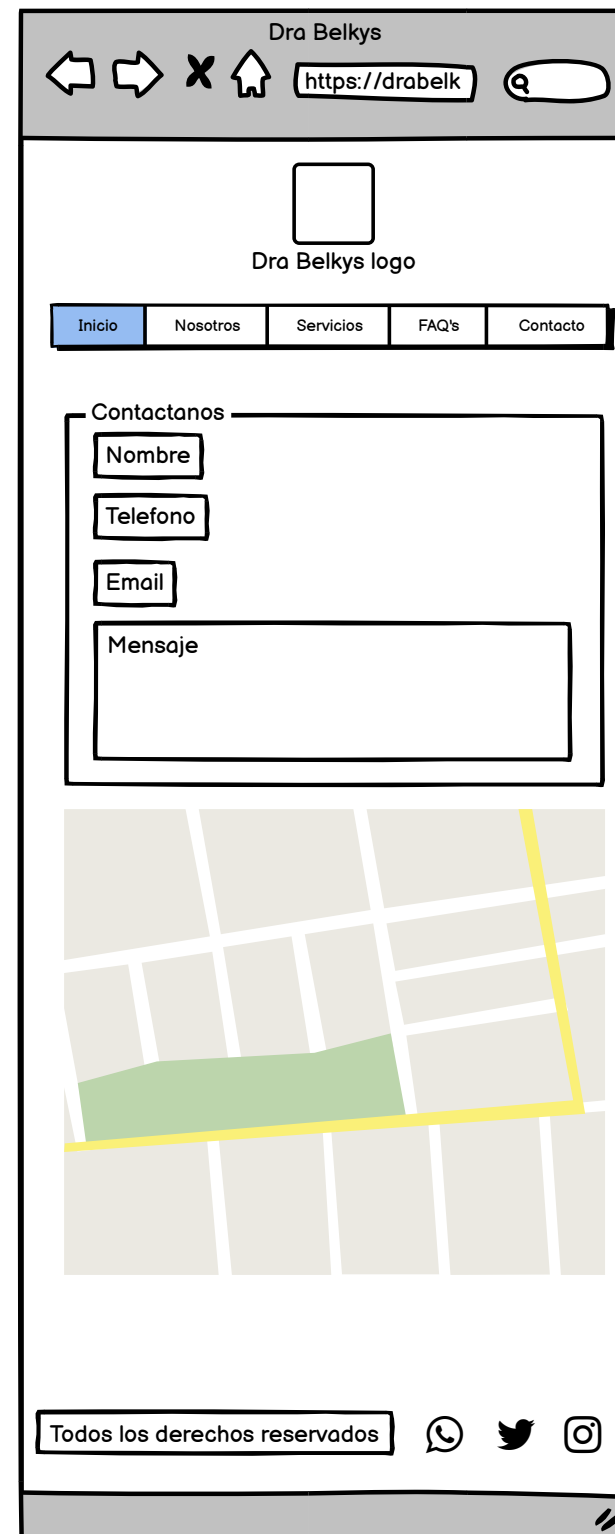 Dra Belkys
https://drabelk
Dra Belkys logo
Inicio Nosotros Servicios FAQ's Contacto
Contactanos
Nombre
Telefono
Email
Mensaje
Todos los derechos reservados